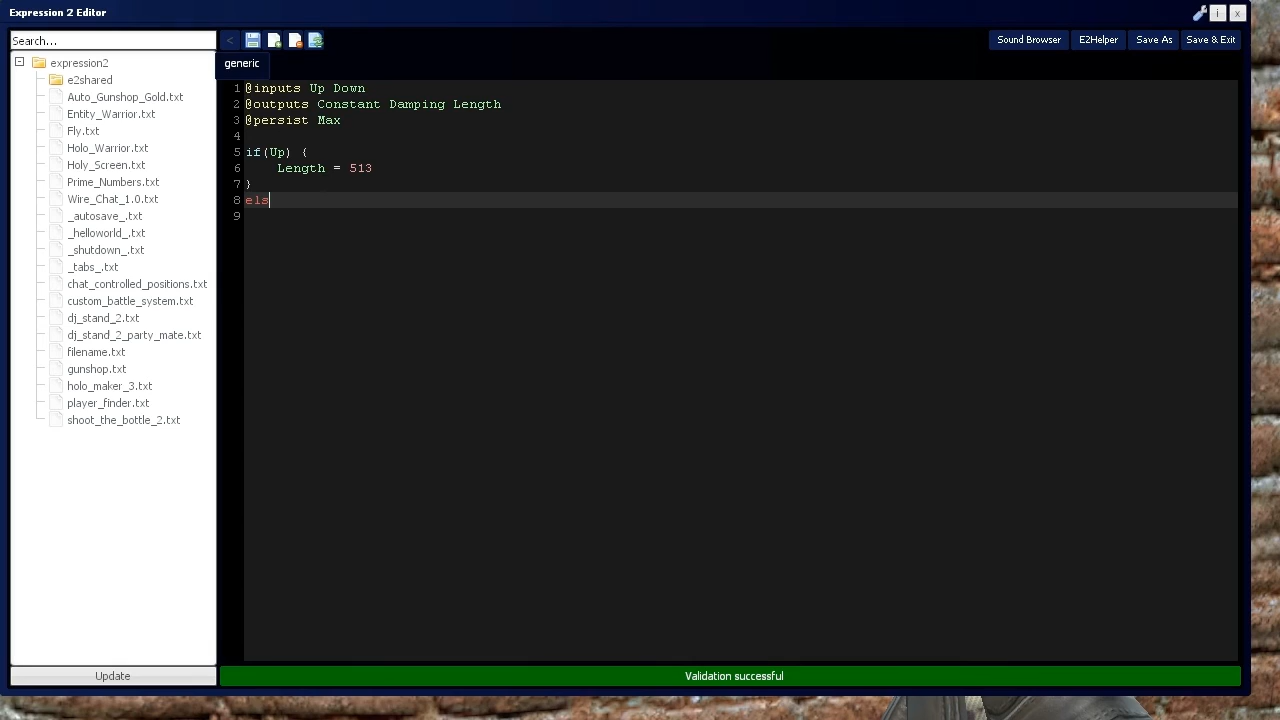 Expression 2 Editor
i x
Search...
< Sound Browser E2Helper Save As Save & Exit
expression2
e2shared
Auto_Gunshop_Gold.txt
Entity_Warrior.txt
Fly.txt
Holo_Warrior.txt
Holy_Screen.txt
Prime_Numbers.txt
Wire_Chat_1.0.txt
_autosave_.txt
_helloworld_.txt
_shutdown_.txt
_tabs_.txt
chat_controlled_positions.txt
custom_battle_system.txt
dj_stand_2.txt
dj_stand_2_party_mate.txt
filename.txt
gunshop.txt
holo_maker_3.txt
player_finder.txt
shoot_the_bottle_2.txt
Update
generic
1 @inputs Up Down
2 @outputs Constant Damping Length
3 @persist Max
4
5 if(Up) {
6     Length = 513
7 }
8 els
9
Validation successful